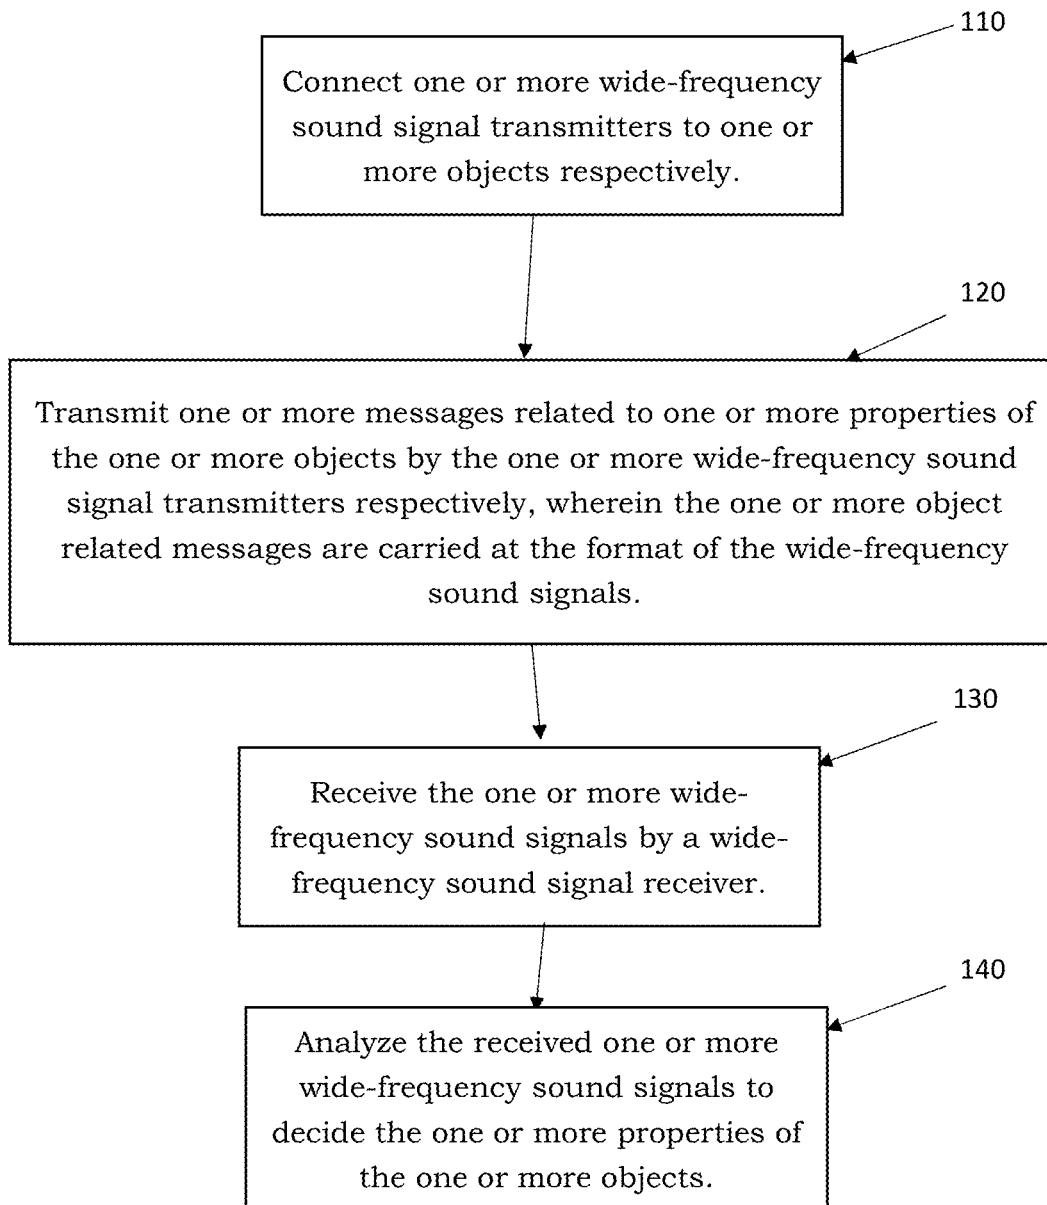 110
Connect one or more wide-frequency
sound signal transmitters to one or
more objects respectively.
120
Transmit one or more messages related to one or more properties of
the one or more objects by the one or more wide-frequency sound
signal transmitters respectively, wherein the one or more object
related messages are carried at the format of the wide-frequency
sound signals.
130
Receive the one or more wide-
frequency sound signals by a wide-
frequency sound signal receiver.
140
Analyze the received one or more
wide-frequency sound signals to
decide the one or more properties of
the one or more objects.